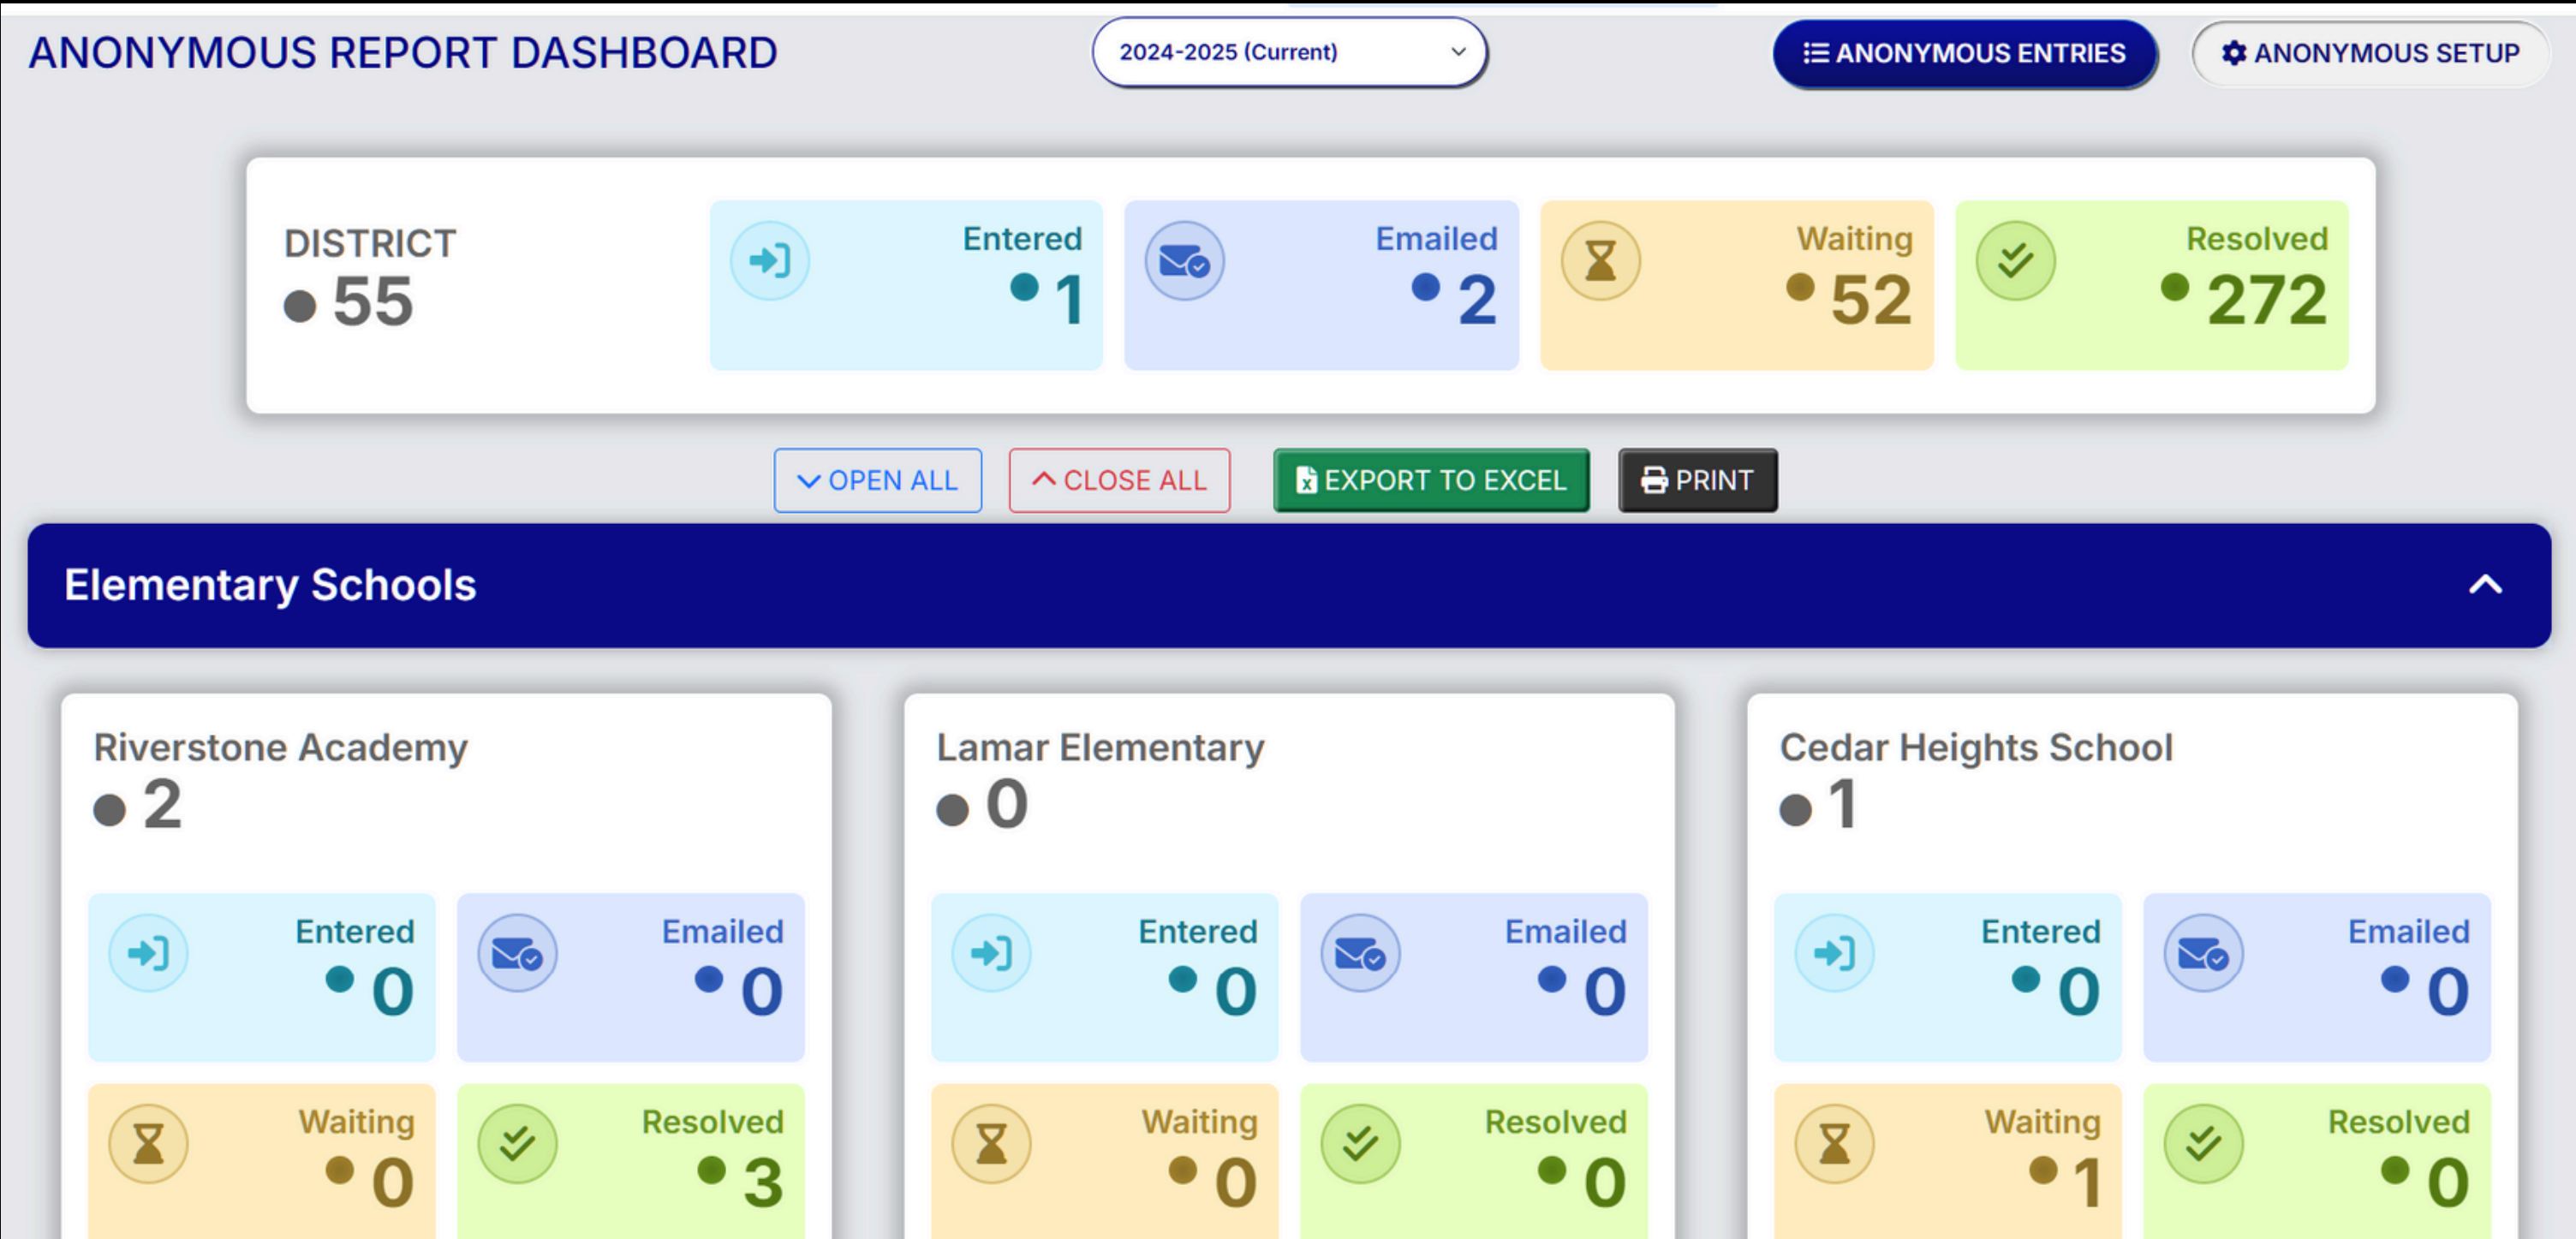 ANONYMOUS REPORT DASHBOARD
2024-2025 (Current)
ANONYMOUS ENTRIES
ANONYMOUS SETUP
DISTRICT
55
Entered
1
Emailed
2
Waiting
52
Resolved
272
OPEN ALL
CLOSE ALL
EXPORT TO EXCEL
PRINT
Elementary Schools
Riverstone Academy
2
Entered
0
Emailed
0
Waiting
0
Resolved
3
Lamar Elementary
0
Entered
0
Emailed
0
Waiting
0
Resolved
0
Cedar Heights School
1
Entered
0
Emailed
0
Waiting
1
Resolved
0